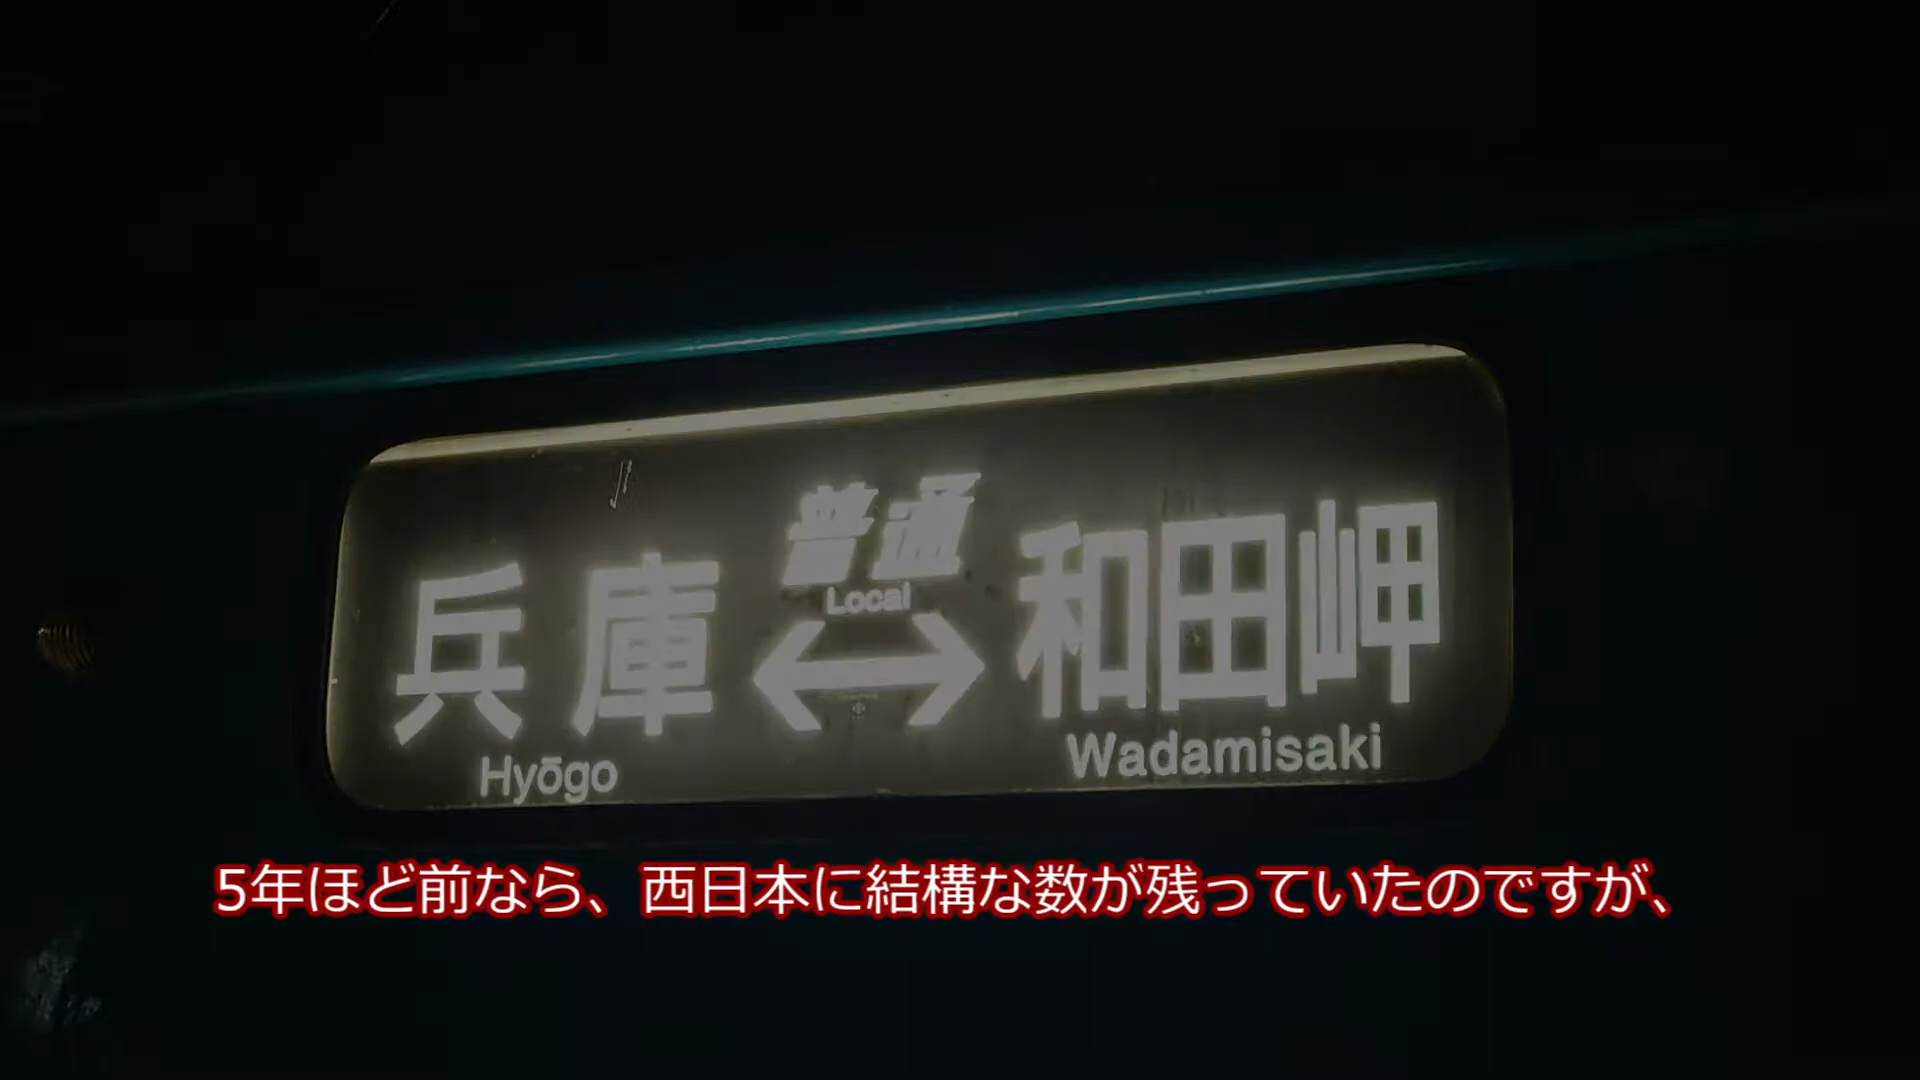 普通
Local
兵庫 ↔ 和田岬
Hyōgo Wadamisaki
5年ほど前なら、西日本に結構な数が残っていたのですが、